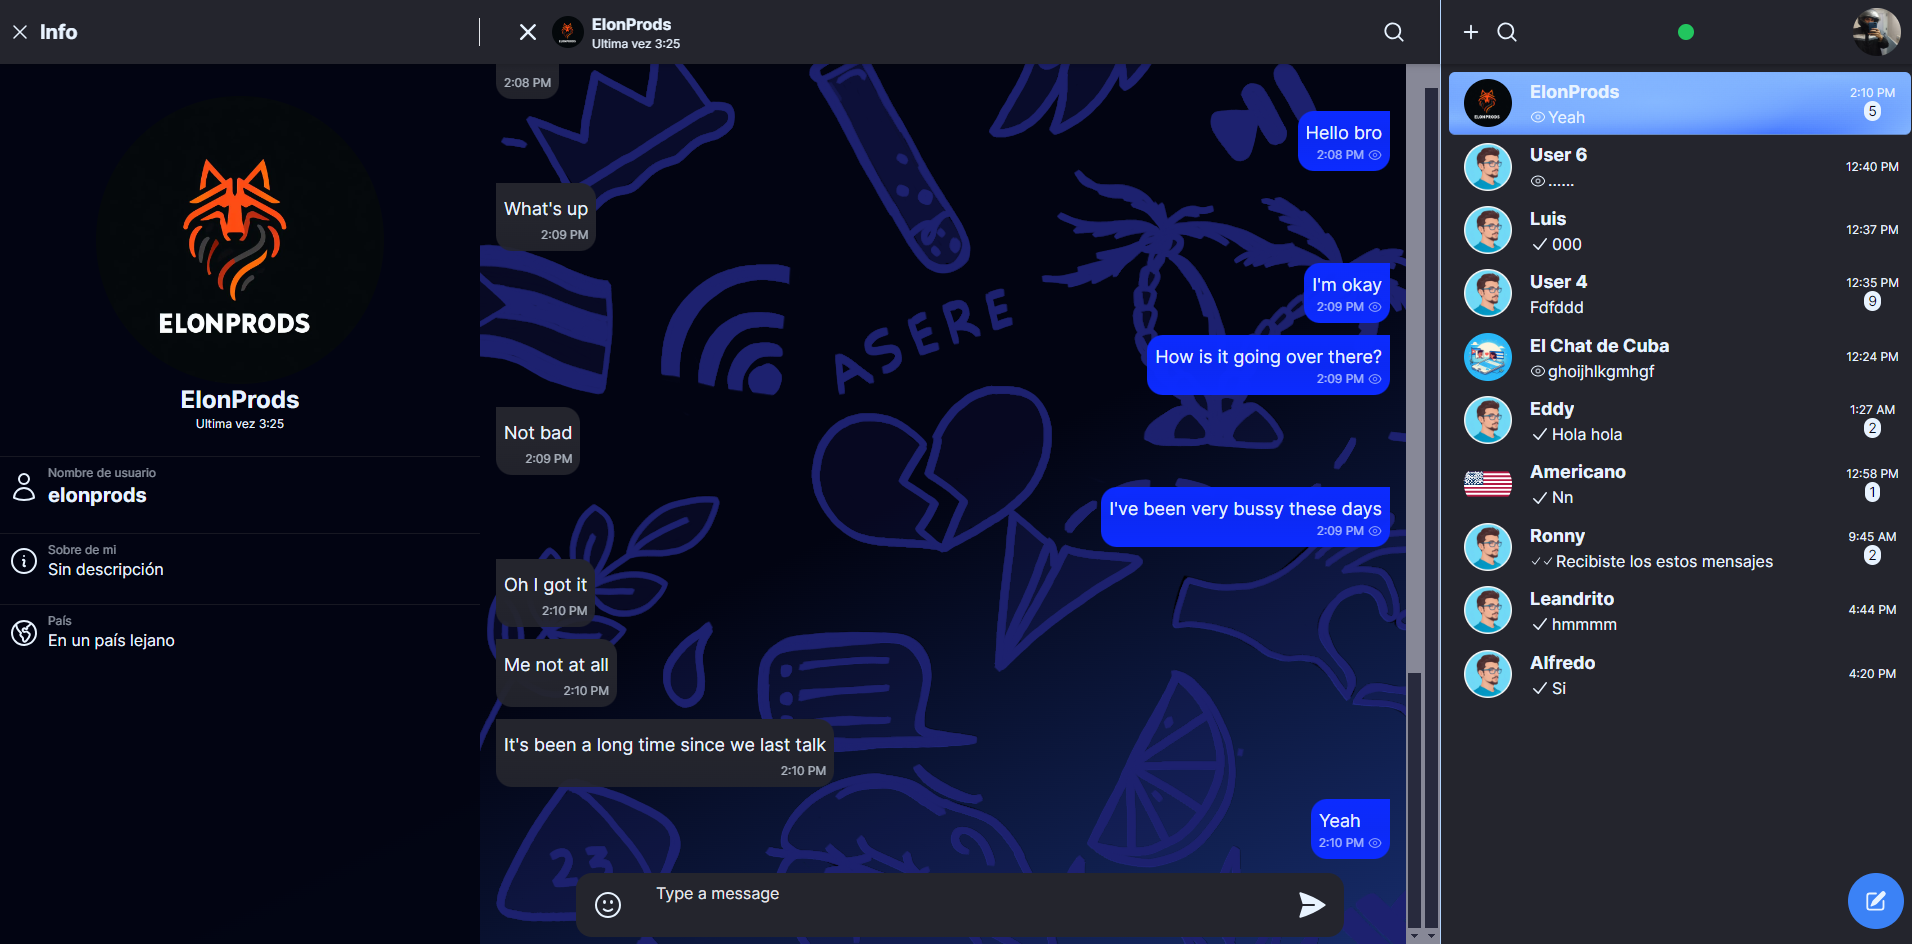 Info
ELONPRODS
ElonProds
Ultima vez 3:25
Nombre de usuario
elonprods
Sobre de mi
Sin descripción
País
En un país lejano
ElonProds
Ultima vez 3:25
2:08 PM
Hello bro
2:08 PM
What's up
2:09 PM
I'm okay
2:09 PM
How is it going over there?
2:09 PM
Not bad
2:09 PM
I've been very bussy these days
2:09 PM
Oh I got it
2:10 PM
Me not at all
2:10 PM
It's been a long time since we last talk
2:10 PM
Yeah
2:10 PM
ASERE
23
Type a message
ElonProds
2:10 PM
Yeah
5
User 6
12:40 PM
......
Luis
12:37 PM
000
User 4
12:35 PM
Fdfddd
9
El Chat de Cuba
12:24 PM
ghoijhlkgmhgf
Eddy
1:27 AM
Hola hola
2
Americano
12:58 PM
Nn
1
Ronny
9:45 AM
Recibiste los estos mensajes
2
Leandrito
4:44 PM
hmmmm
Alfredo
4:20 PM
Si